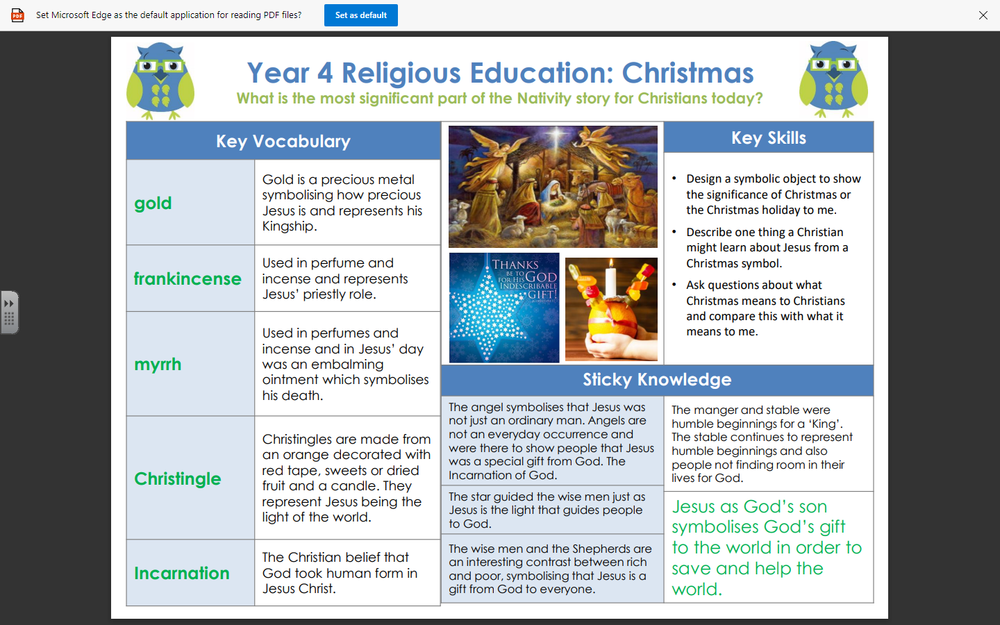 Set Microsoft Edge as the default application for reading PDF files?
Set as default
Year 4 Religious Education: Christmas
What is the most significant part of the Nativity story for Christians today?
Key Vocabulary
gold
Gold is a precious metal
symbolising how precious
Jesus is and represents his
Kingship.
frankincense
Used in perfume and
incense and represents
Jesus' priestly role.
myrrh
Used in perfumes and
incense and in Jesus' day
was an embalming
ointment which symbolises
his death.
Christingle
Christingles are made from
an orange decorated with
red tape, sweets or dried
fruit and a candle. They
represent Jesus being the
light of the world.
Incarnation
The Christian belief that
God took human form in
Jesus Christ.
THANKS
BE TO GOD
FOR HIS
INDESCRIBABLE
GIFT!
Key Skills
• Design a symbolic object to show
the significance of Christmas or
the Christmas holiday to me.
• Describe one thing a Christian
might learn about Jesus from a
Christmas symbol.
• Ask questions about what
Christmas means to Christians
and compare this with what it
means to me.
Sticky Knowledge
The angel symbolises that Jesus was
not just an ordinary man. Angels are
not an everyday occurrence and
were there to show people that Jesus
was a special gift from God. The
Incarnation of God.
The star guided the wise men just as
Jesus is the light that guides people
to God.
The wise men and the Shepherds are
an interesting contrast between rich
and poor, symbolising that Jesus is a
gift from God to everyone.
The manger and stable were
humble beginnings for a 'King'.
The stable continues to represent
humble beginnings and also
people not finding room in their
lives for God.
Jesus as God's son
symbolises God's gift
to the world in order to
save and help the
world.